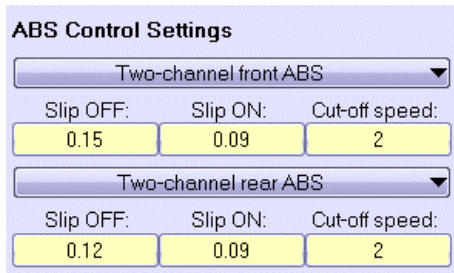 ABS Control Settings
Two-channel front ABS
Slip OFF: Slip ON: Cut-off speed:
0.15 0.09 2
Two-channel rear ABS
Slip OFF: Slip ON: Cut-off speed:
0.12 0.09 2